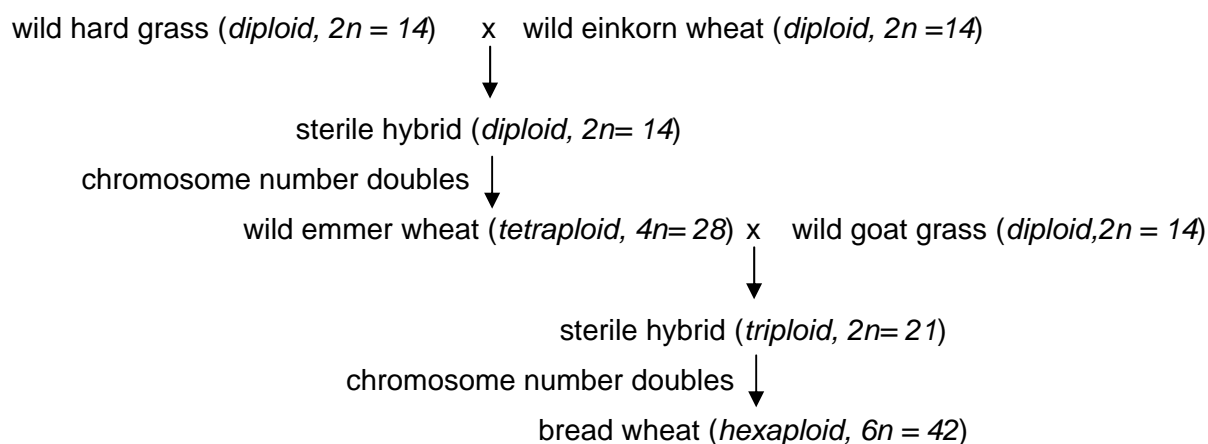 wild hard grass (diploid, 2n = 14) x wild einkorn wheat (diploid, 2n =14)
sterile hybrid (diploid, 2n= 14)
chromosome number doubles
wild emmer wheat (tetraploid, 4n= 28) x wild goat grass (diploid,2n = 14)
sterile hybrid (triploid, 2n= 21)
chromosome number doubles
bread wheat (hexaploid, 6n = 42)